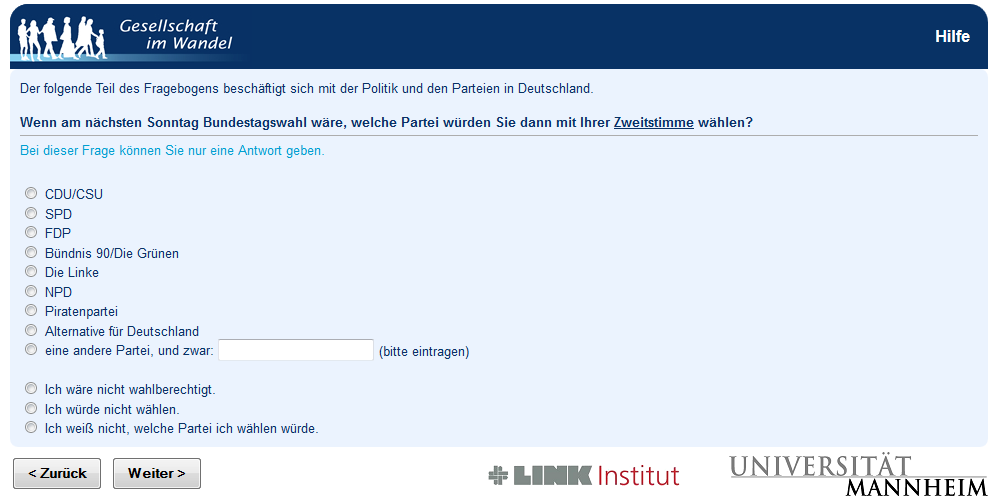 Gesellschaft
im Wandel
Hilfe
Der folgende Teil des Fragebogens beschäftigt sich mit der Politik und den Parteien in Deutschland.
Wenn am nächsten Sonntag Bundestagswahl wäre, welche Partei würden Sie dann mit Ihrer Zweitstimme wählen?
Bei dieser Frage können Sie nur eine Antwort geben.
CDU/CSU
SPD
FDP
Bündnis 90/Die Grünen
Die Linke
NPD
Piratenpartei
Alternative für Deutschland
eine andere Partei, und zwar: (bitte eintragen)
Ich wäre nicht wahlberechtigt.
Ich würde nicht wählen.
Ich weiß nicht, welche Partei ich wählen würde.
< Zurück Weiter >
LINK Institut
UNIVERSITÄT
MANNHEIM